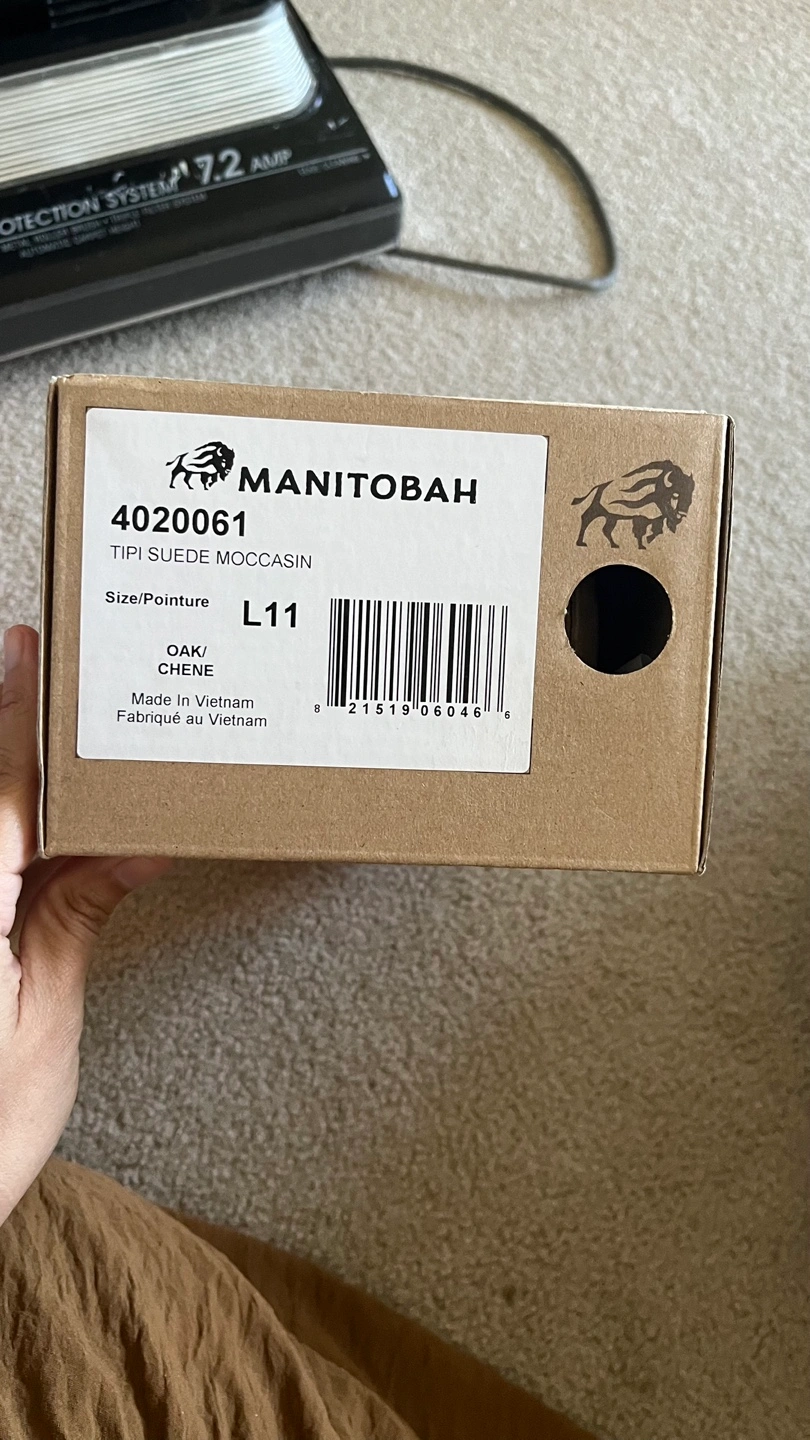 OTECTION SYSTEM 7.2 AMP
MANITOBAH
4020061
TIPI SUEDE MOCCASIN
Size/Pointure L11
OAK/
CHENE
Made In Vietnam
Fabriqué au Vietnam
8 21519 06046 6